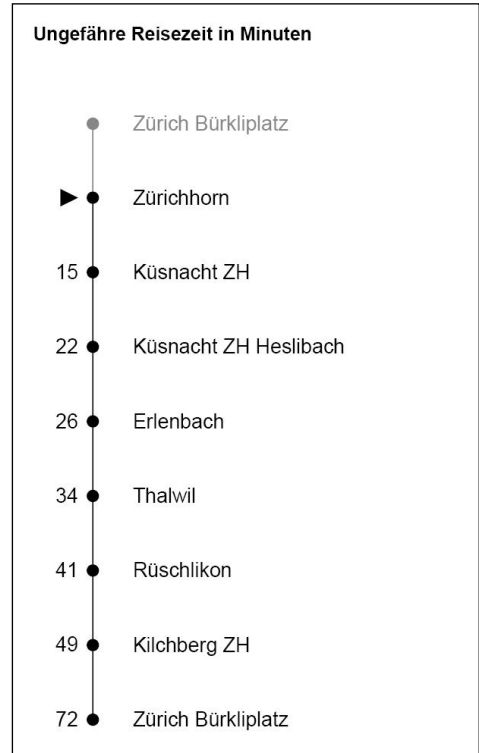 Ungefähre Reisezeit in Minuten
Zürich Bürkliplatz
Zürichhorn
15 Küsnacht ZH
22 Küsnacht ZH Heslibach
26 Erlenbach
34 Thalwil
41 Rüschlikon
49 Kilchberg ZH
72 Zürich Bürkliplatz